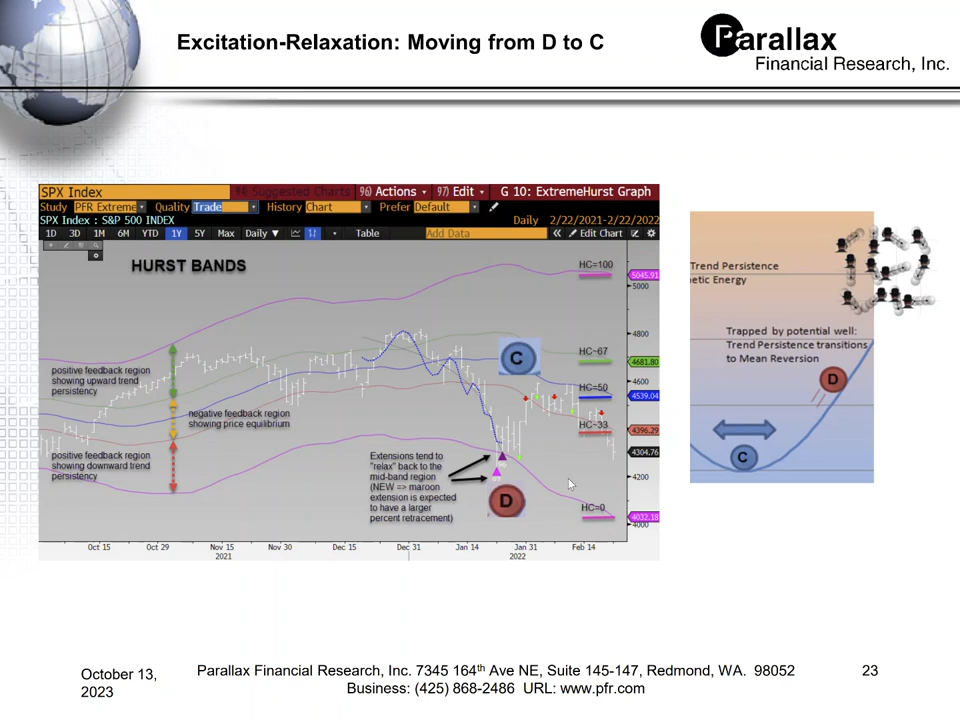 Excitation-Relaxation: Moving from D to C
Parallax
Financial Research, Inc.
SPX Index
96) Suggested Charts
96) Actions
97) Edit
G 10: ExtremeHurst Graph
Study PFR Extreme Quality Trade History Chart Prefer Default
SPX Index : S&P 500 INDEX
Daily 2/22/2021-2/22/2022
1D 3D 1M 6M YTD 1Y 5Y Max Daily ▼ Table Add Data « Edit Chart
HURST BANDS
HC=100
5045.91
5000
4800
HC~67
4681.80
4600
HC=50
4539.04
HC~33
4396.29
4304.76
4200
HC=0
4032.18
4000
positive feedback region
showing upward trend
persistency
negative feedback region
showing price equilibrium
positive feedback region
showing downward trend
persistency
Extensions tend to
"relax" back to the
mid-band region
(NEW => maroon
extension is expected
to have a larger
percent retracement)
C
D
Oct 15 Oct 29 Nov 15 Nov 30 Dec 15 Dec 31 Jan 14 Jan 31 Feb 14
2021 2022
Trend Persistence
etic Energy
Trapped by potential well:
Trend Persistence transitions
to Mean Reversion
D
C
October 13,
2023
Parallax Financial Research, Inc. 7345 164th Ave NE, Suite 145-147, Redmond, WA. 98052
Business: (425) 868-2486 URL: www.pfr.com
23